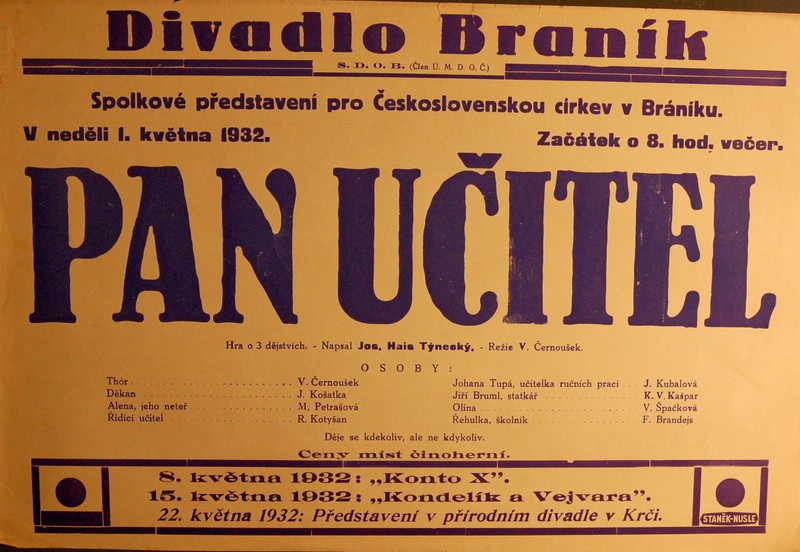 Divadlo Braník
S. D. O. B. (Člen Ú. M. D. O. Č.)
Spolkové představení pro Československou cirkev v Bráníku.
V neděli 1. května 1932. Začátek o 8. hod. večer.
PAN UČITEL
Hra o 3 dějstvích. - Napsal Jos. Hais Týnecký. - Režie V. Černoušek.
OSOBY:
Thór V. Černoušek
Děkan J. Košatka
Alena, jeho neteř M. Petrašová
Řídící učitel R. Kotyšan
Johana Tupá, učitelka ručních prací J. Kubalová
Jiří Bruml, statkář K. V. Kašpar
Olina V. Špačková
Řehulka, školník F. Brandejs
Děje se kdekoliv, ale ne kdykoliv.
Ceny míst činoherní.
8. května 1932: „Konto X”.
15. května 1932: „Kondelík a Vejvara”.
22. května 1932: Představení v přírodním divadle v Krči.
STANĚK-NUSLE